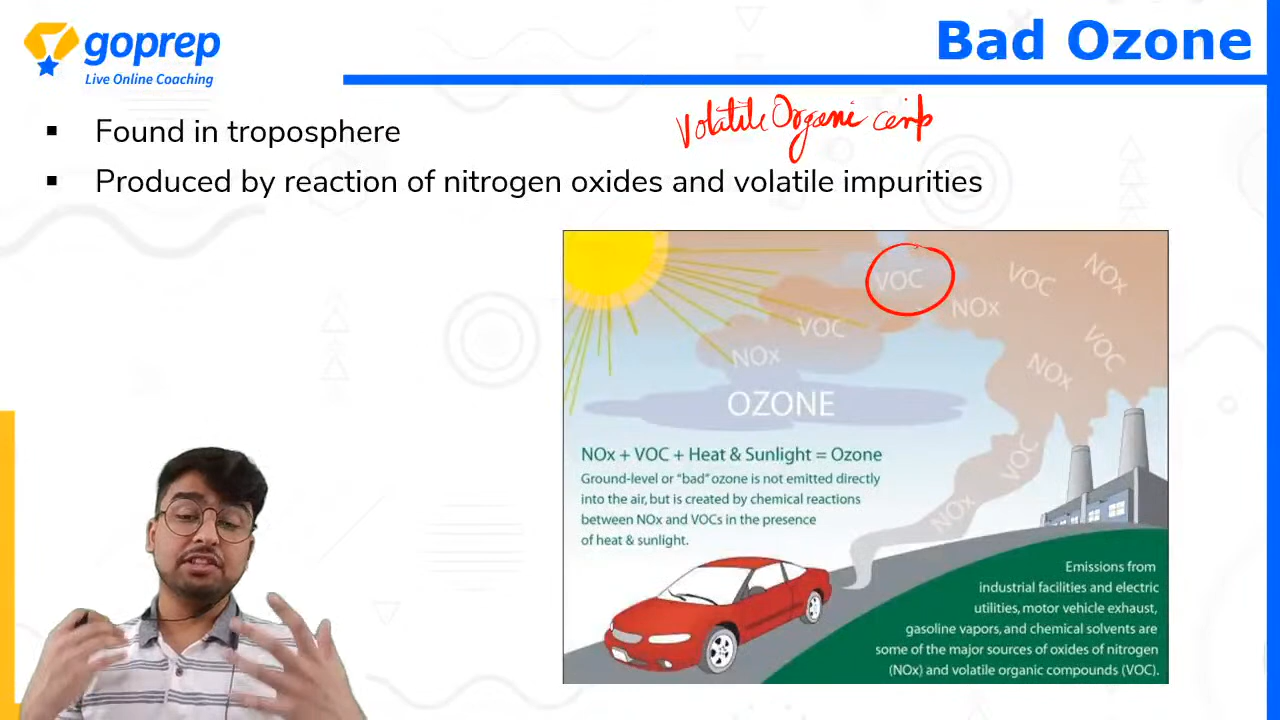 goprep
Live Online Coaching
Bad Ozone
Volatile Organic comp
▪ Found in troposphere
▪ Produced by reaction of nitrogen oxides and volatile impurities
VOC
VOC
NOx
NOx
VOC
VOC
NOx
NOx
OZONE
VOC
NOx
NOx + VOC + Heat & Sunlight = Ozone
Ground-level or "bad" ozone is not emitted directly
into the air, but is created by chemical reactions
between NOx and VOCs in the presence
of heat & sunlight.
Emissions from
industrial facilities and electric
utilities, motor vehicle exhaust,
gasoline vapors, and chemical solvents are
some of the major sources of oxides of nitrogen
(NOx) and volatile organic compounds (VOC).